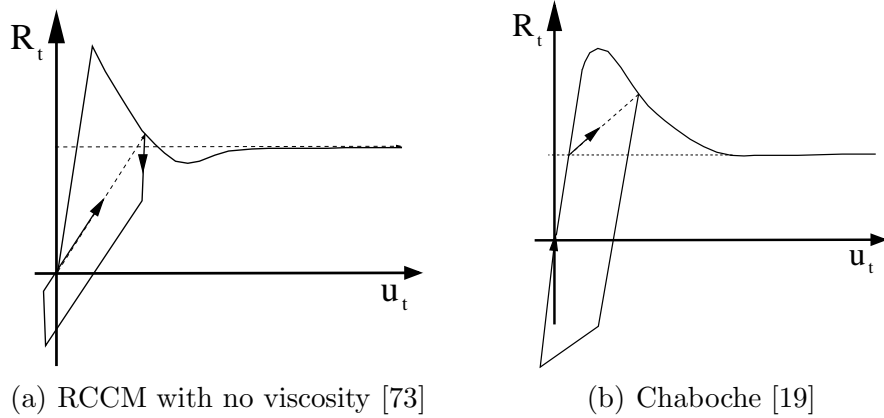 R_t
u_t
(a) RCCM with no viscosity [73]
R_t
u_t
(b) Chaboche [19]